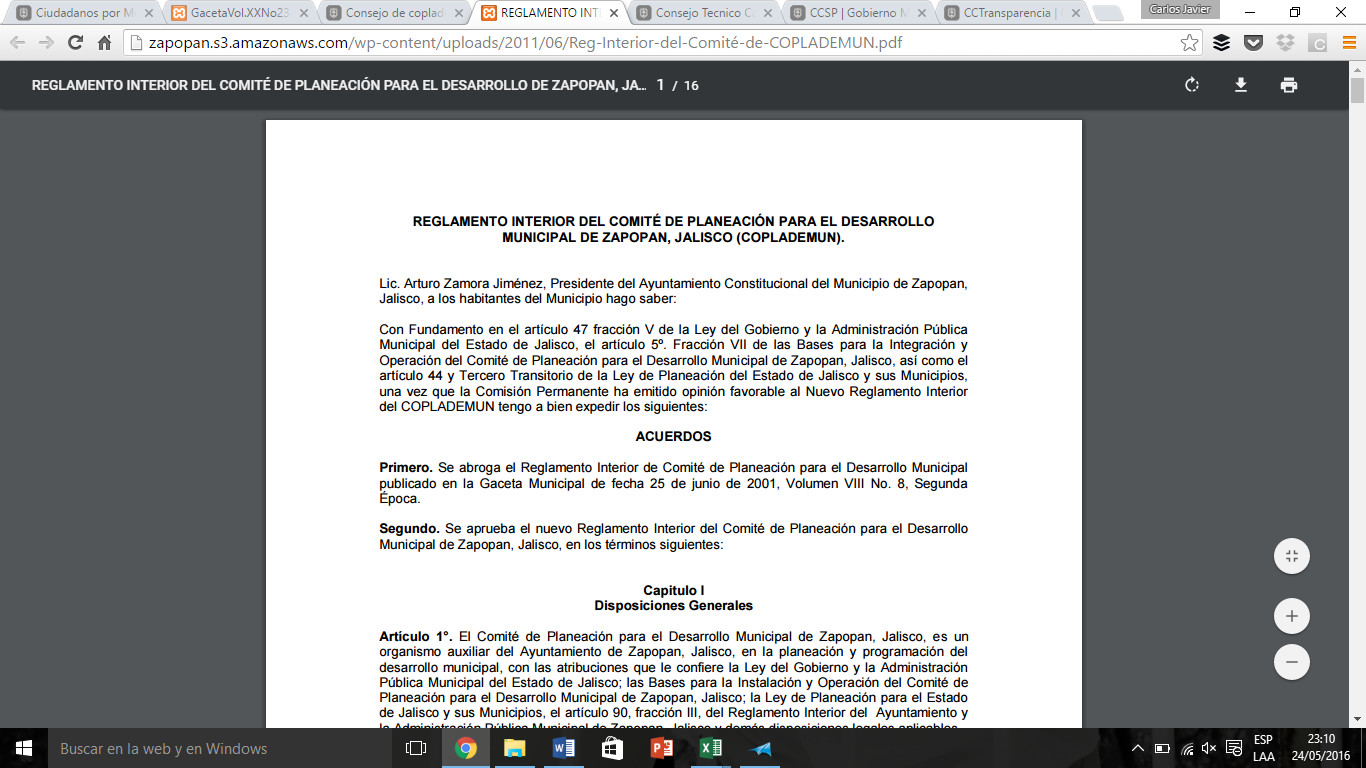 Ciudadanos por M
GacetaVol.XXNo23
Consejo de coplad
REGLAMENTO INT
Consejo Tecnico C
CCSP | Gobierno M
CCTransparencia |
Carlos Javier
zapopan.s3.amazonaws.com/wp-content/uploads/2011/06/Reg-Interior-del-Comité-de-COPLADEMUN.pdf
REGLAMENTO INTERIOR DEL COMITÉ DE PLANEACIÓN PARA EL DESARROLLO DE ZAPOPAN, JA... 1 / 16
REGLAMENTO INTERIOR DEL COMITÉ DE PLANEACIÓN PARA EL DESARROLLO
MUNICIPAL DE ZAPOPAN, JALISCO (COPLADEMUN).
Lic. Arturo Zamora Jiménez, Presidente del Ayuntamiento Constitucional del Municipio de Zapopan,
Jalisco, a los habitantes del Municipio hago saber:
Con Fundamento en el artículo 47 fracción V de la Ley del Gobierno y la Administración Pública
Municipal del Estado de Jalisco, el artículo 5º. Fracción VII de las Bases para la Integración y
Operación del Comité de Planeación para el Desarrollo Municipal de Zapopan, Jalisco, así como el
artículo 44 y Tercero Transitorio de la Ley de Planeación del Estado de Jalisco y sus Municipios,
una vez que la Comisión Permanente ha emitido opinión favorable al Nuevo Reglamento Interior
del COPLADEMUN tengo a bien expedir los siguientes:
ACUERDOS
Primero. Se abroga el Reglamento Interior de Comité de Planeación para el Desarrollo Municipal
publicado en la Gaceta Municipal de fecha 25 de junio de 2001, Volumen VIII No. 8, Segunda
Época.
Segundo. Se aprueba el nuevo Reglamento Interior del Comité de Planeación para el Desarrollo
Municipal de Zapopan, Jalisco, en los términos siguientes:
Capitulo I
Disposiciones Generales
Artículo 1°. El Comité de Planeación para el Desarrollo Municipal de Zapopan, Jalisco, es un
organismo auxiliar del Ayuntamiento de Zapopan, Jalisco, en la planeación y programación del
desarrollo municipal, con las atribuciones que le confiere la Ley del Gobierno y la Administración
Pública Municipal del Estado de Jalisco; las Bases para la Instalación y Operación del Comité de
Planeación para el Desarrollo Municipal de Zapopan, Jalisco; la Ley de Planeación para el Estado
de Jalisco y sus Municipios, el artículo 90, fracción III, del Reglamento Interior del Ayuntamiento y
la Administración Pública Municipal de Zapopan, Jalisco y demás disposiciones legales aplicables.
Buscar en la web y en Windows
ESP
LAA
23:10
24/05/2016